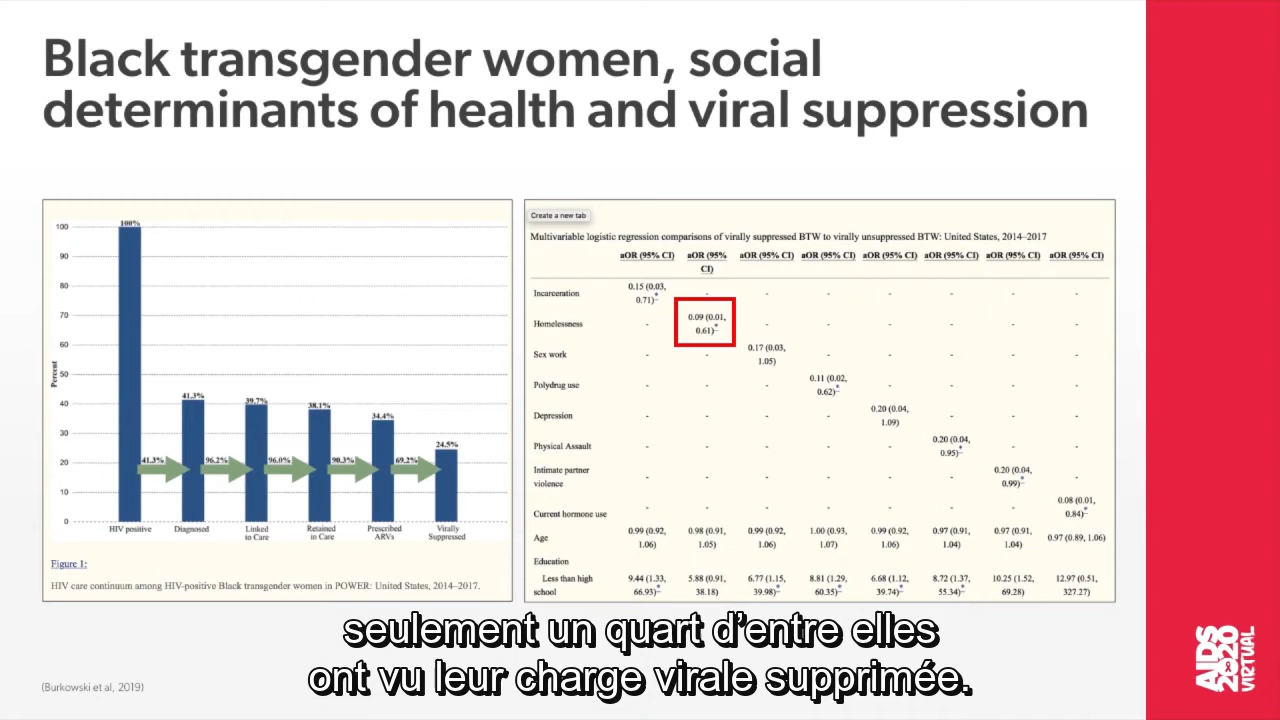 Black transgender women, social
determinants of health and viral suppression
100
90
80
70
60
50
40
30
20
10
0
Percent
100%
41.3%
39.7%
38.1%
34.4%
24.5%
41.3%
96.2%
96.0%
90.3%
69.2%
HIV positive
Diagnosed
Linked
to Care
Retained
in Care
Prescribed
ARVs
Virally
Suppressed
Figure 1:
HIV care continuum among HIV-positive Black transgender women in POWER: United States, 2014–2017.
Create a new tab
Multivariable logistic regression comparisons of virally suppressed BTW to virally unsuppressed BTW: United States, 2014–2017
aOR (95% CI) aOR (95% CI) aOR (95% CI) aOR (95% CI) aOR (95% CI) aOR (95% CI) aOR (95% CI) aOR (95% CI)
Incarceration 0.15 (0.03, 0.71)* - - - - - - -
Homelessness - 0.09 (0.01, 0.61)* - - - - - -
Sex work - - 0.17 (0.03, 1.05) - - - - -
Polydrug use - - - 0.11 (0.02, 0.62)* - - - -
Depression - - - - 0.20 (0.04, 1.09) - - -
Physical Assault - - - - - 0.20 (0.04, 0.95)* - -
Intimate partner violence - - - - - - 0.20 (0.04, 0.99)* -
Current hormone use - - - - - - - 0.08 (0.01, 0.84)*
Age 0.99 (0.92, 1.06) 0.98 (0.91, 1.05) 0.99 (0.92, 1.06) 1.00 (0.93, 1.07) 0.99 (0.92, 1.06) 0.97 (0.91, 1.04) 0.97 (0.91, 1.04) 0.97 (0.89, 1.06)
Education
Less than high school 9.44 (1.33, 66.93)* 5.88 (0.91, 38.18) 6.77 (1.15, 39.98)* 8.81 (1.29, 60.35)* 6.68 (1.12, 39.74)* 8.72 (1.37, 55.34)* 10.25 (1.52, 69.28) 12.97 (0.51, 327.27)
seulement un quart d’entre elles
ont vu leur charge virale supprimée.
(Burkowski et al, 2019)
AIDS
2020
VIRTUAL